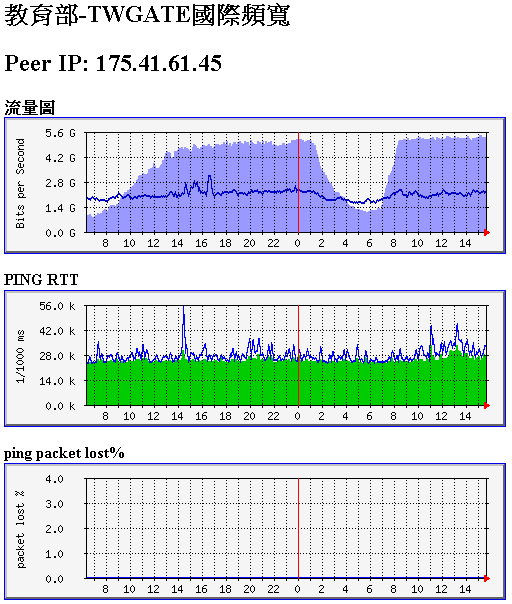 教育部-TWGATE國際頻寬
Peer IP: 175.41.61.45
流量圖
Bits per Second
5.6 G
4.2 G
2.8 G
1.4 G
0.0 G
8 10 12 14 16 18 20 22 0 2 4 6 8 10 12 14
PING RTT
1/1000 ms
56.0 k
42.0 k
28.0 k
14.0 k
0.0 k
8 10 12 14 16 18 20 22 0 2 4 6 8 10 12 14
ping packet lost%
packet lost %
4.0
3.0
2.0
1.0
0.0
8 10 12 14 16 18 20 22 0 2 4 6 8 10 12 14